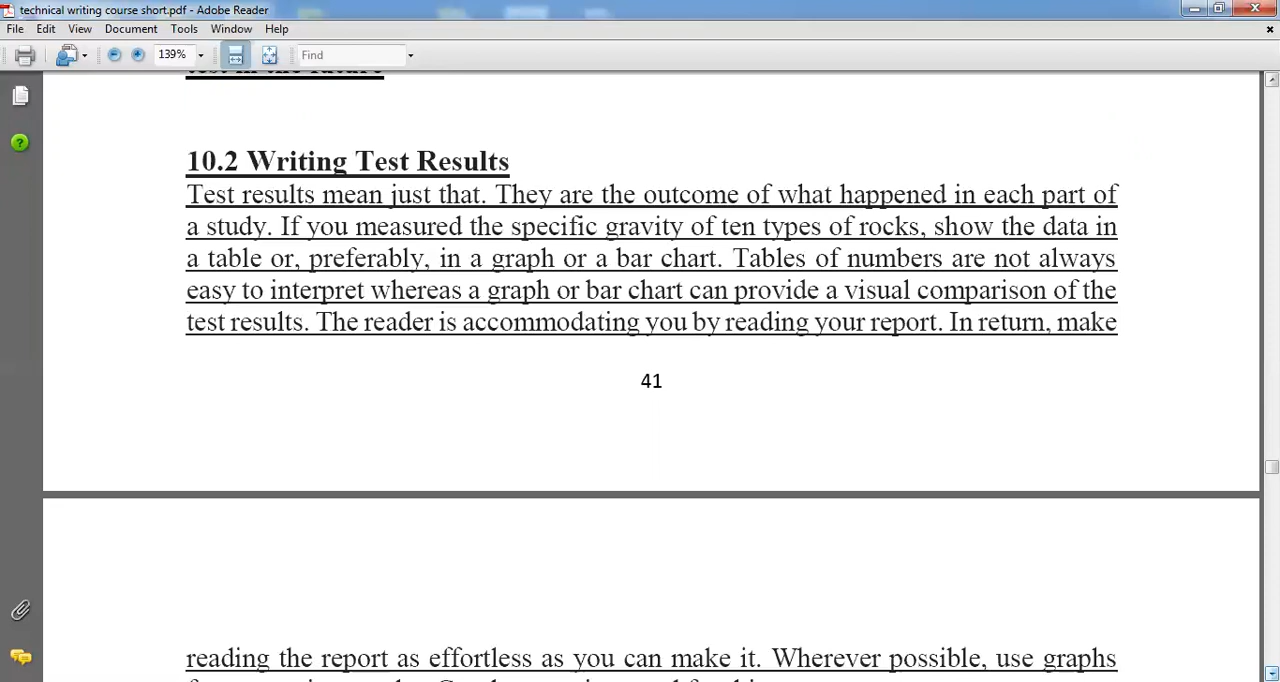 technical writing course short.pdf - Adobe Reader
File Edit View Document Tools Window Help
139% Find
test in the future
10.2 Writing Test Results
Test results mean just that. They are the outcome of what happened in each part of
a study. If you measured the specific gravity of ten types of rocks, show the data in
a table or, preferably, in a graph or a bar chart. Tables of numbers are not always
easy to interpret whereas a graph or bar chart can provide a visual comparison of the
test results. The reader is accommodating you by reading your report. In return, make
41
reading the report as effortless as you can make it. Wherever possible, use graphs